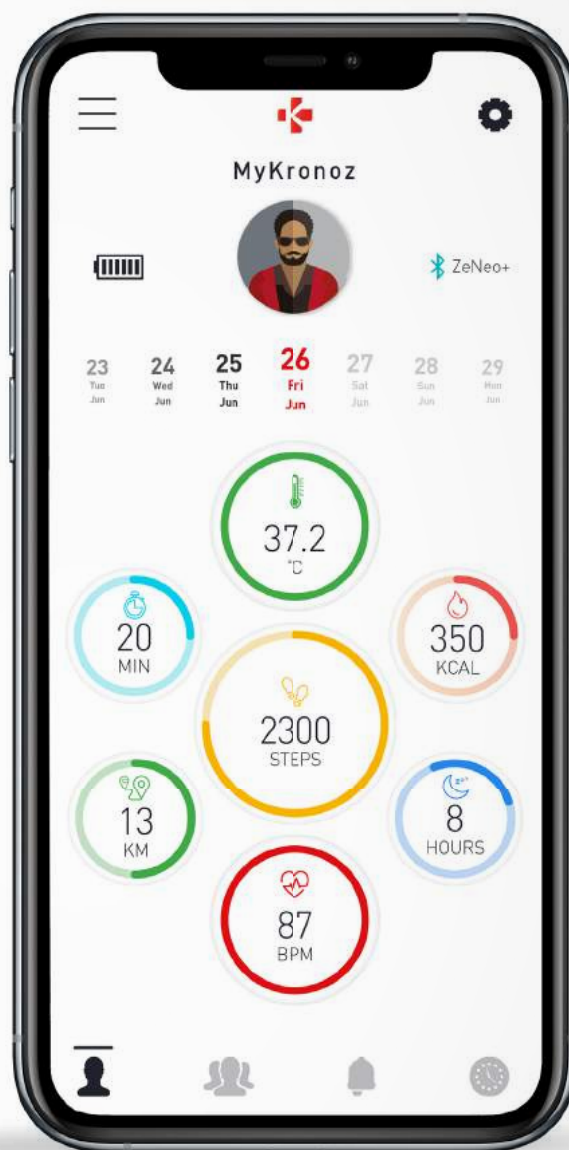 MyKronoz
ZeNeo+
23 24 25 26 27 28 29
Tue Wed Thu Fri Sat Sun Mon
Jun Jun Jun Jun Jun Jun Jun
37.2
°C
20
MIN
350
KCAL
2300
STEPS
13
KM
8
HOURS
87
BPM